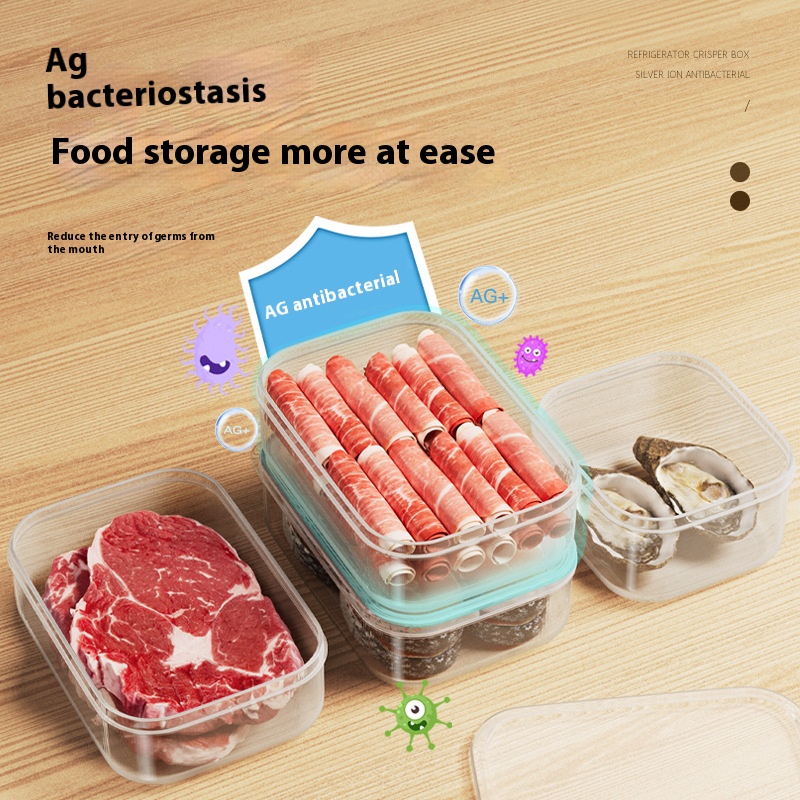 Ag
bacteriostasis
REFRIGERATOR CRISPER BOX
SILVER ION ANTIBACTERIAL
/
Food storage more at ease
Reduce the entry of germs from
the mouth
AG antibacterial
AG+
AG+